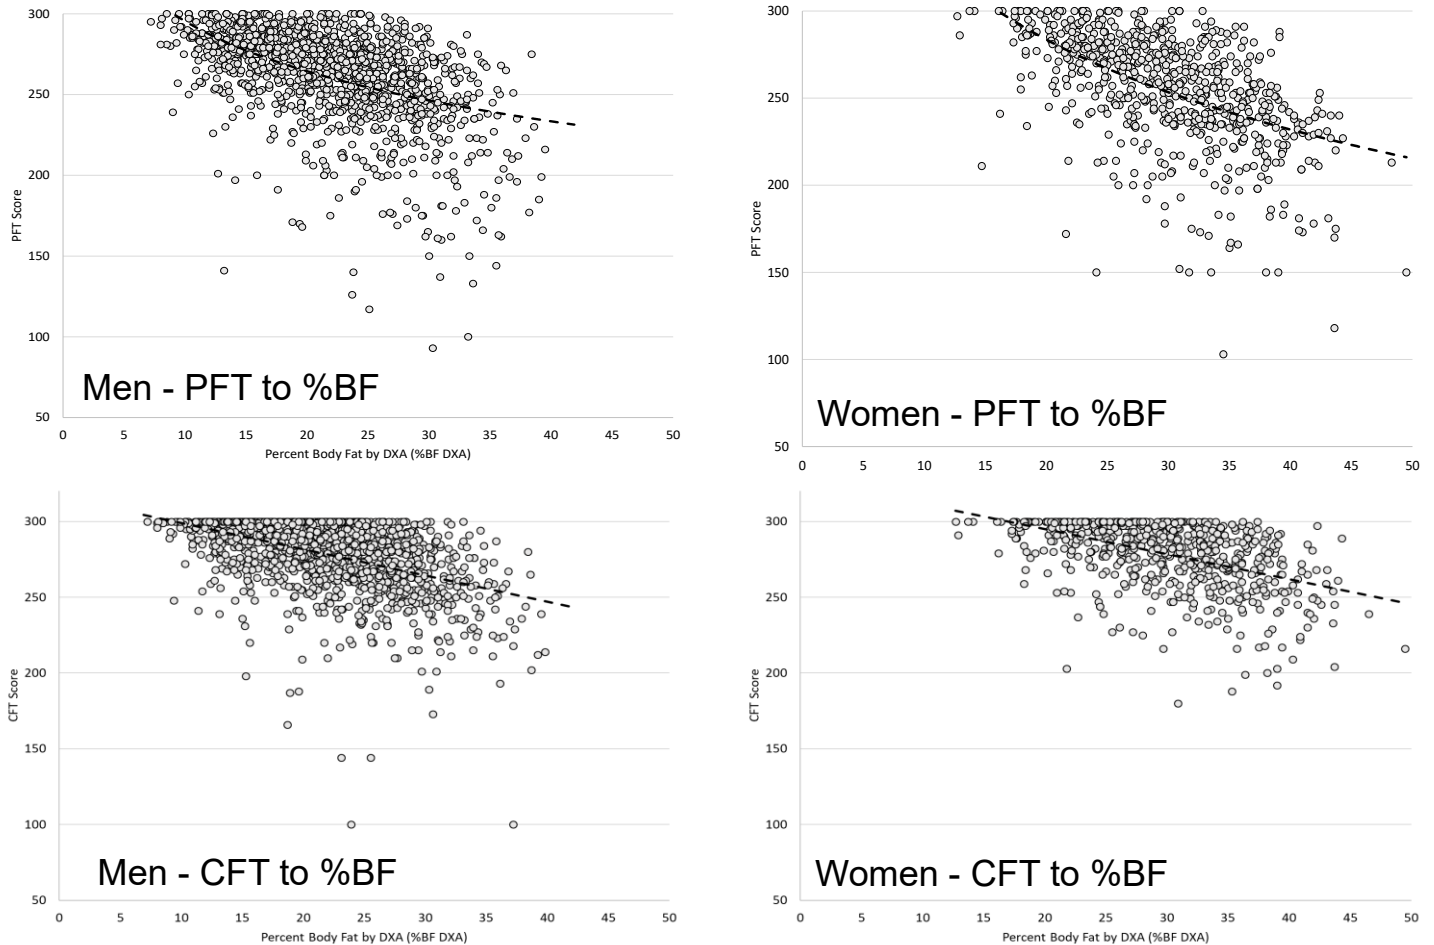 300
250
200
150
100
50
PFT Score
0 5 10 15 20 25 30 35 40 45 50
Percent Body Fat by DXA (%BF DXA)
Men - PFT to %BF
300
250
200
150
100
50
PFT Score
0 5 10 15 20 25 30 35 40 45 50
Women - PFT to %BF
300
250
200
150
100
50
CFT Score
0 5 10 15 20 25 30 35 40 45 50
Percent Body Fat by DXA (%BF DXA)
Men - CFT to %BF
300
250
200
150
100
50
CFT Score
0 5 10 15 20 25 30 35 40 45 50
Percent Body Fat by DXA (%BF DXA)
Women - CFT to %BF